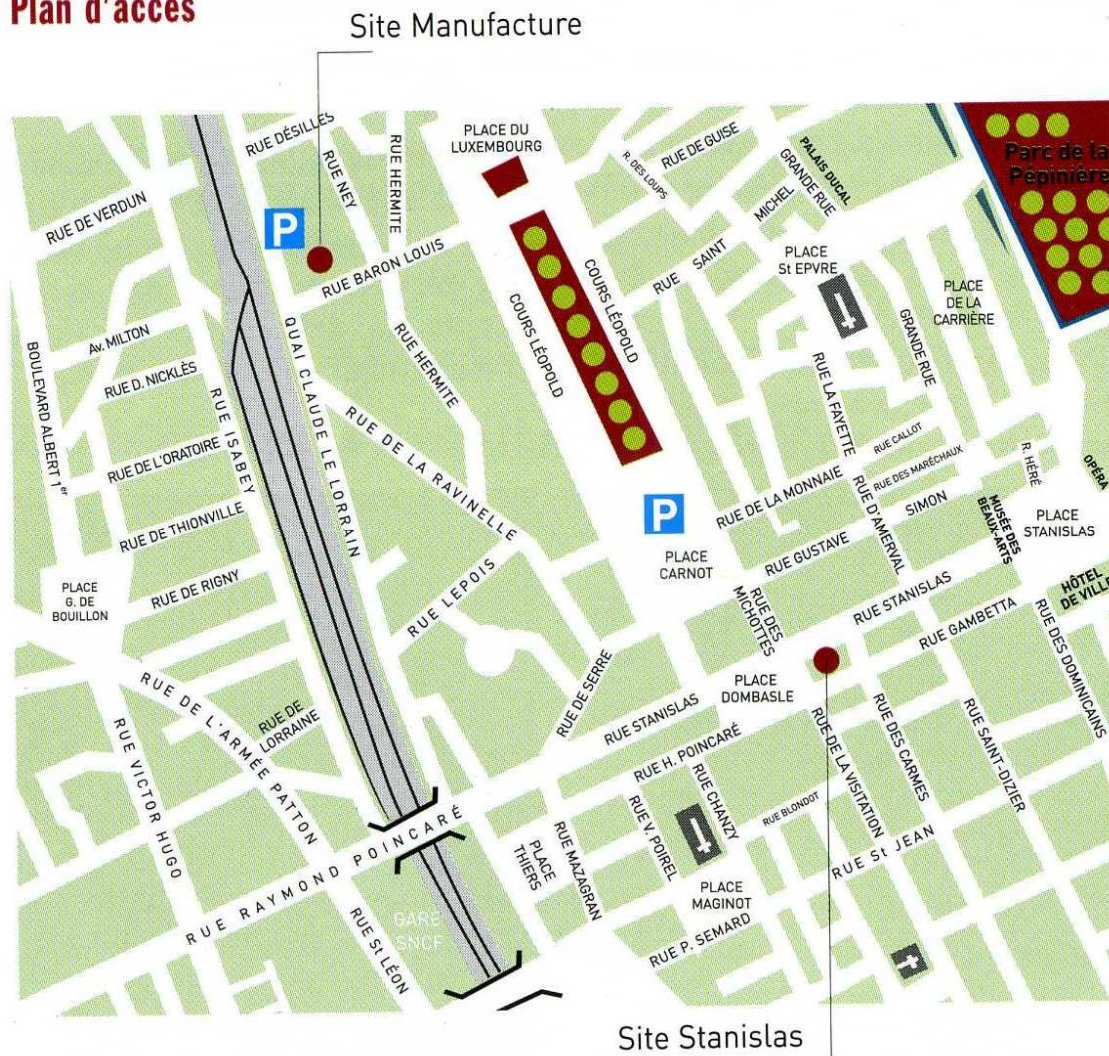 Plan d'accès
Site Manufacture
RUE DÉSILLES
RUE NEY
RUE HERMITE
PLACE DU
LUXEMBOURG
R. DES LOUPS
RUE DE GUISE
PALAIS DUCAL
GRANDE RUE
MICHEL
Parc de la
Pépinière
RUE DE VERDUN
P
RUE BARON LOUIS
COURS LÉOPOLD
COURS LÉOPOLD
RUE SAINT
PLACE
St EPVRE
PLACE
DE LA
CARRIÈRE
BOULEVARD ALBERT 1er
Av. MILTON
RUE D. NICKLÈS
RUE ISABEY
QUAI CLAUDE LE LORRAIN
RUE HERMITE
RUE DE LA RAVINELLE
GRANDE RUE
RUE LA FAYETTE
RUE CALLOT
RUE DE L'ORATOIRE
RUE DE THIONVILLE
RUE DE RIGNY
PLACE
G. DE
BOUILLON
RUE LEPOIS
P
PLACE
CARNOT
RUE DE LA MONNAIE
RUE DES MARÉCHAUX
RUE D'AMERVAL
RUE GUSTAVE
SIMON
R. HÉRÉ
OPÉRA
MUSÉE DES
BEAUX-ARTS
PLACE
STANISLAS
HÔTEL
DE VILLE
RUE DES
MICHOTTES
RUE STANISLAS
RUE GAMBETTA
RUE DES DOMINICAINS
RUE DE L'ARMÉE PATTON
RUE DE
LORRAINE
RUE VICTOR HUGO
RUE DE SERRE
RUE STANISLAS
PLACE
DOMBASLE
RUE H. POINCARÉ
RUE DE LA VISITATION
RUE DES CARMES
RUE SAINT-DIZIER
RUE CHANZY
RUE V. POIREL
RUE BLONDOT
RUE St JEAN
RUE RAYMOND POINCARÉ
PLACE
THIERS
RUE MAZAGRAN
PLACE
MAGINOT
RUE P. SEMARD
RUE St LÉON
GARE
SNCF
Site Stanislas